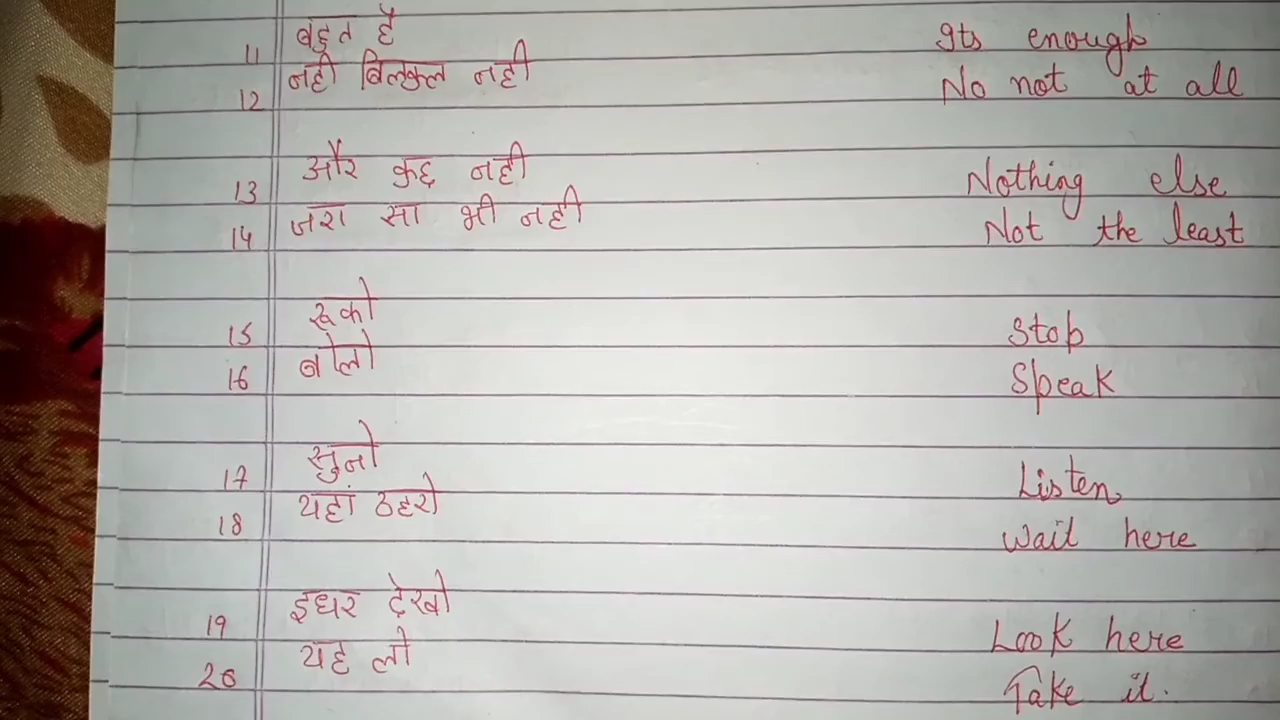 11 बहुत है Its enough
12 नही बिलकुल नही No not at all
13 और कुछ नही Nothing else
14 जरा सा भी नही Not the least
15 रूको Stop
16 बोलो Speak
17 सुनो Listen
18 यहां ठहरो Wait here
19 इधर देखो Look here
20 यह लो Take it.